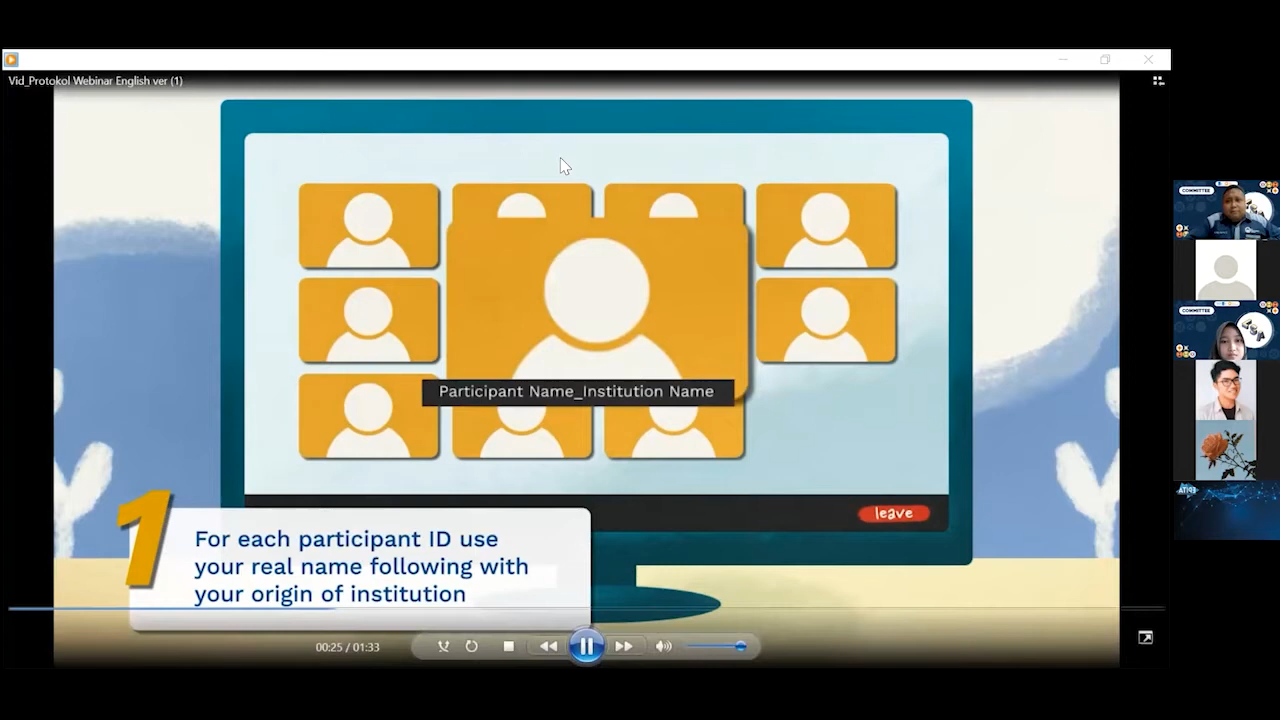 Vid_Protokol Webinar English ver (1)
Participant Name_Institution Name
leave
1
For each participant ID use
your real name following with
your origin of institution
00:25 / 01:33
COMMITTEE
COMMITTEE